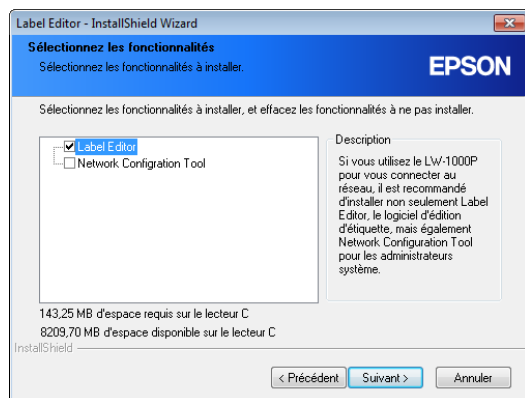 Label Editor - InstallShield Wizard
Sélectionnez les fonctionnalités
Sélectionnez les fonctionnalités à installer.
EPSON
Sélectionnez les fonctionnalités à installer, et effacez les fonctionnalités à ne pas installer.
Label Editor
Network Configration Tool
Description
Si vous utilisez le LW-1000P
pour vous connecter au
réseau, il est recommandé
d'installer non seulement Label
Editor, le logiciel d'édition
d'étiquette, mais également
Network Configuration Tool
pour les administrateurs
système.
143,25 MB d'espace requis sur le lecteur C
8209,70 MB d'espace disponible sur le lecteur C
InstallShield
< Précédent
Suivant >
Annuler